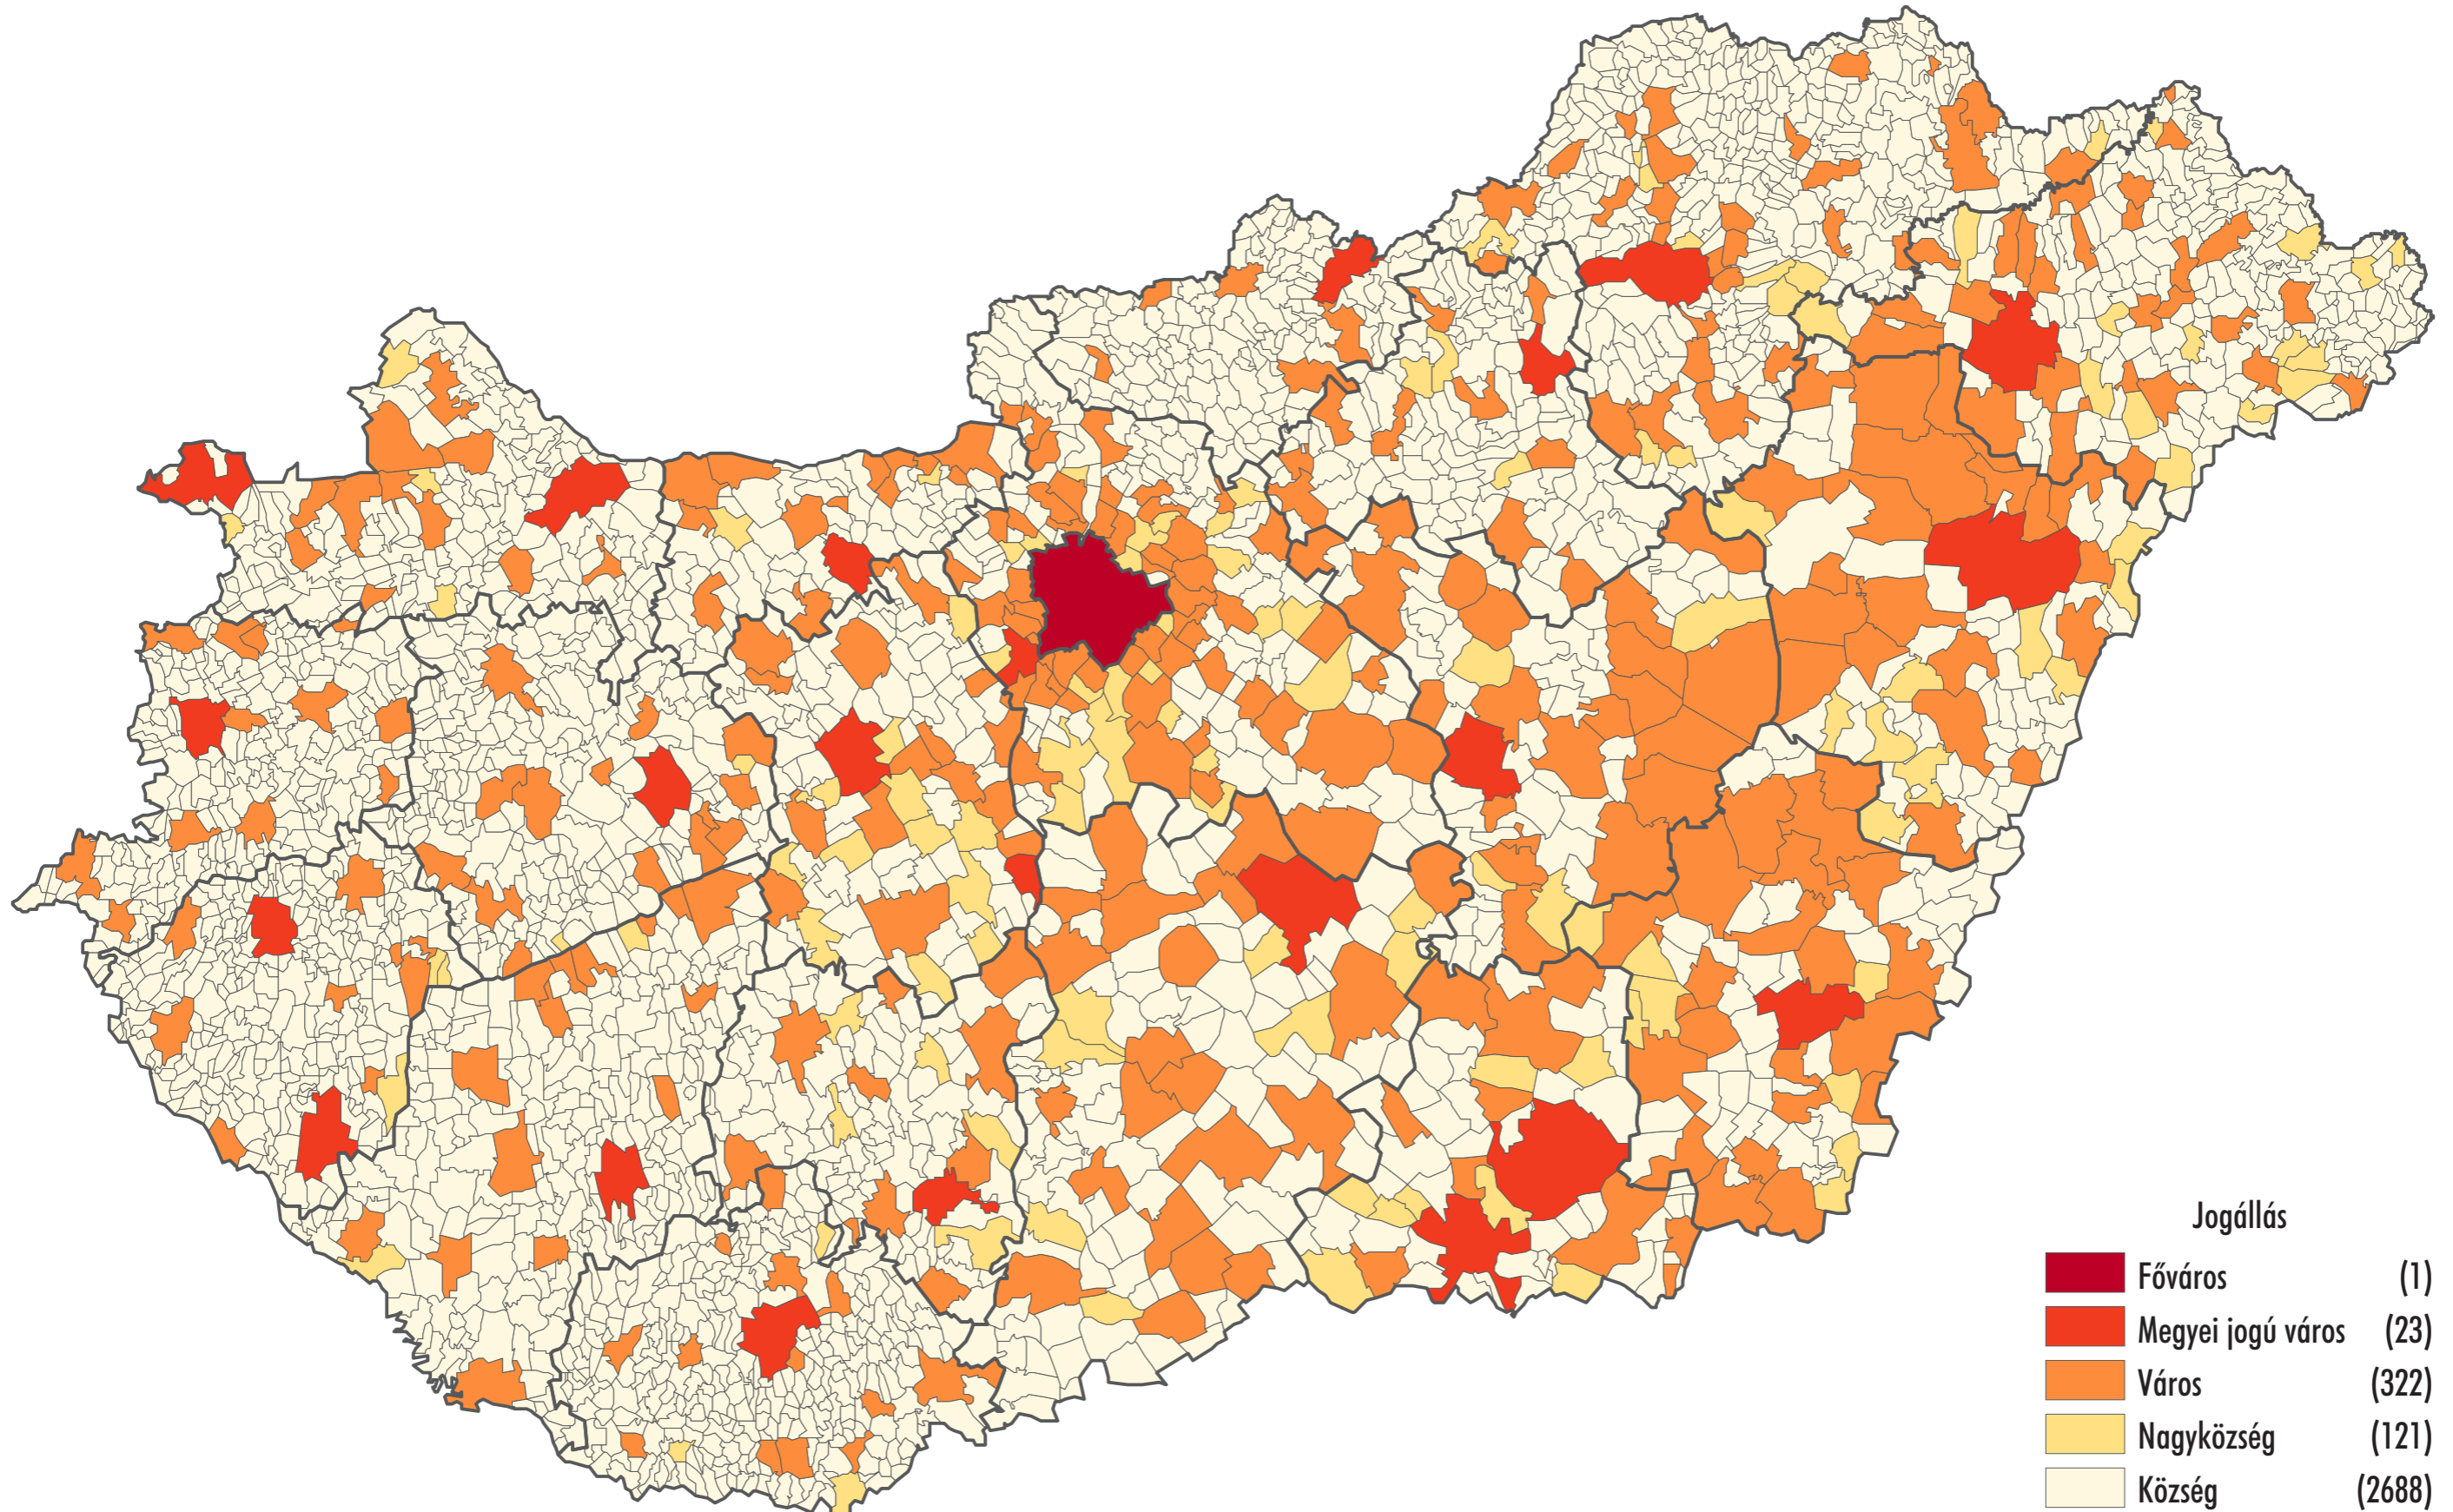 Jogállás
Főváros (1)
Megyei jogú város (23)
Város (322)
Nagyközség (121)
Község (2688)